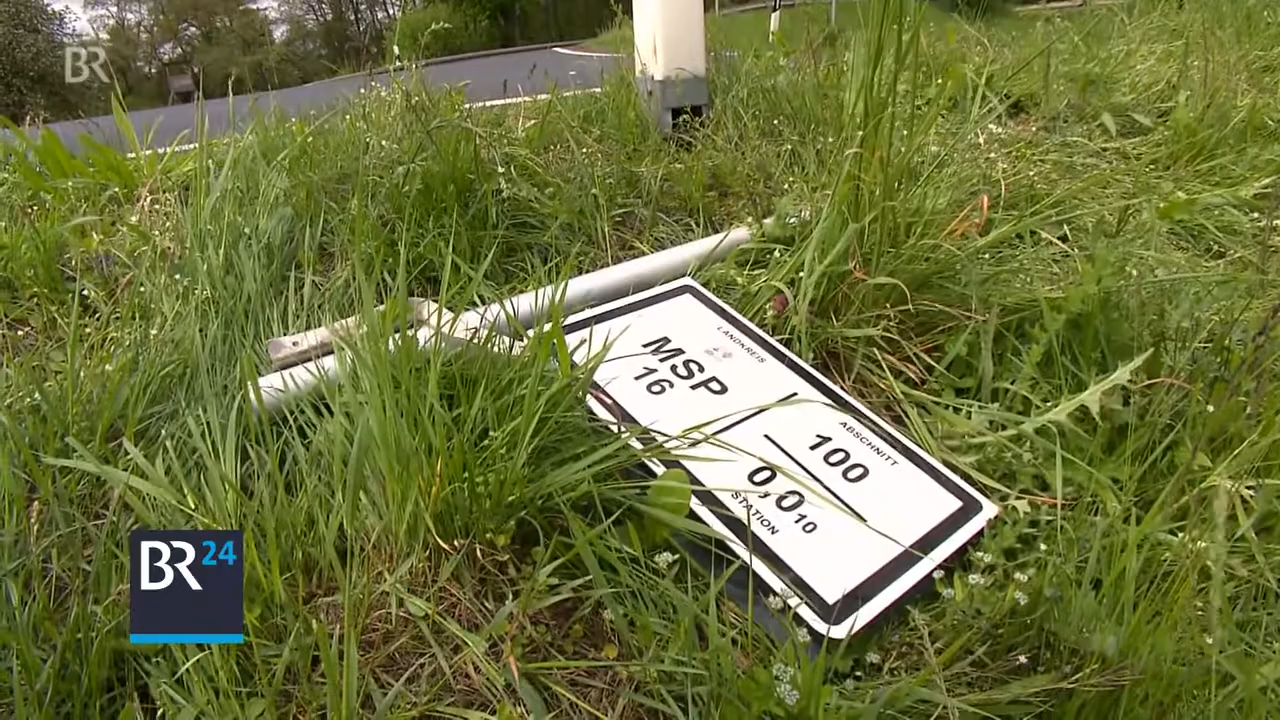 BR
LANDKREIS
MSP
16
ABSCHNITT
100
0,010
STATION
BR24